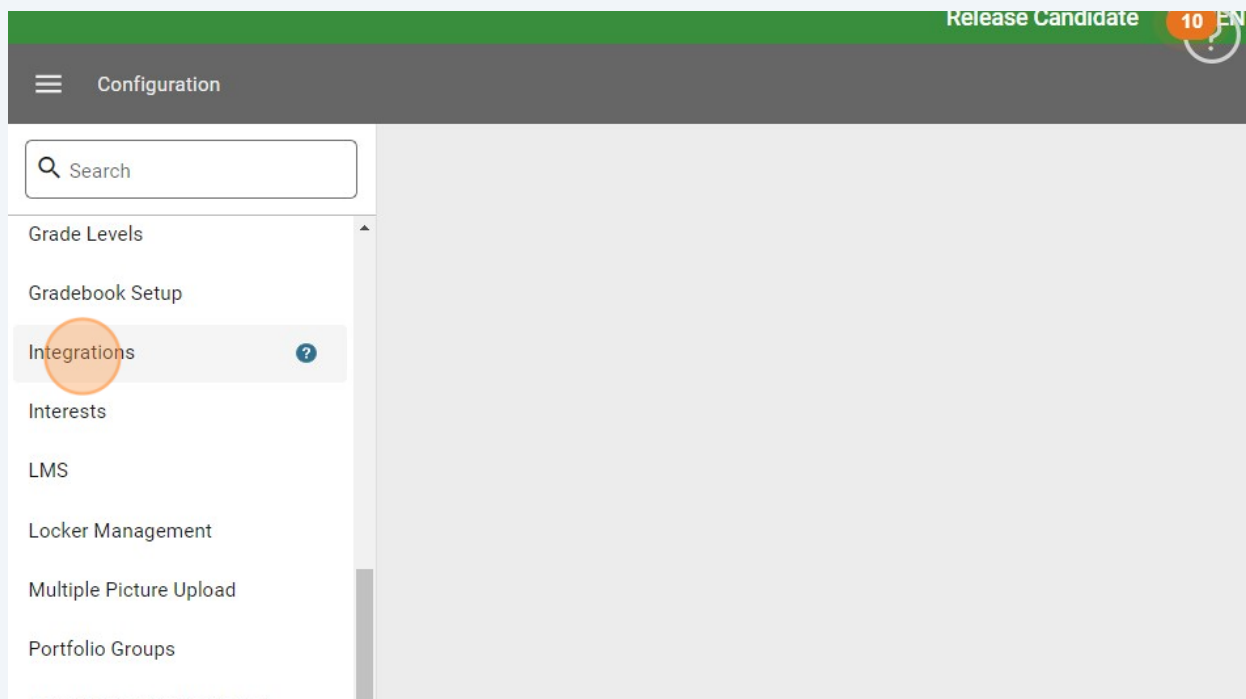 Release Candidate 10 EN
?
Configuration
Search
Grade Levels
Gradebook Setup
Integrations ?
Interests
LMS
Locker Management
Multiple Picture Upload
Portfolio Groups